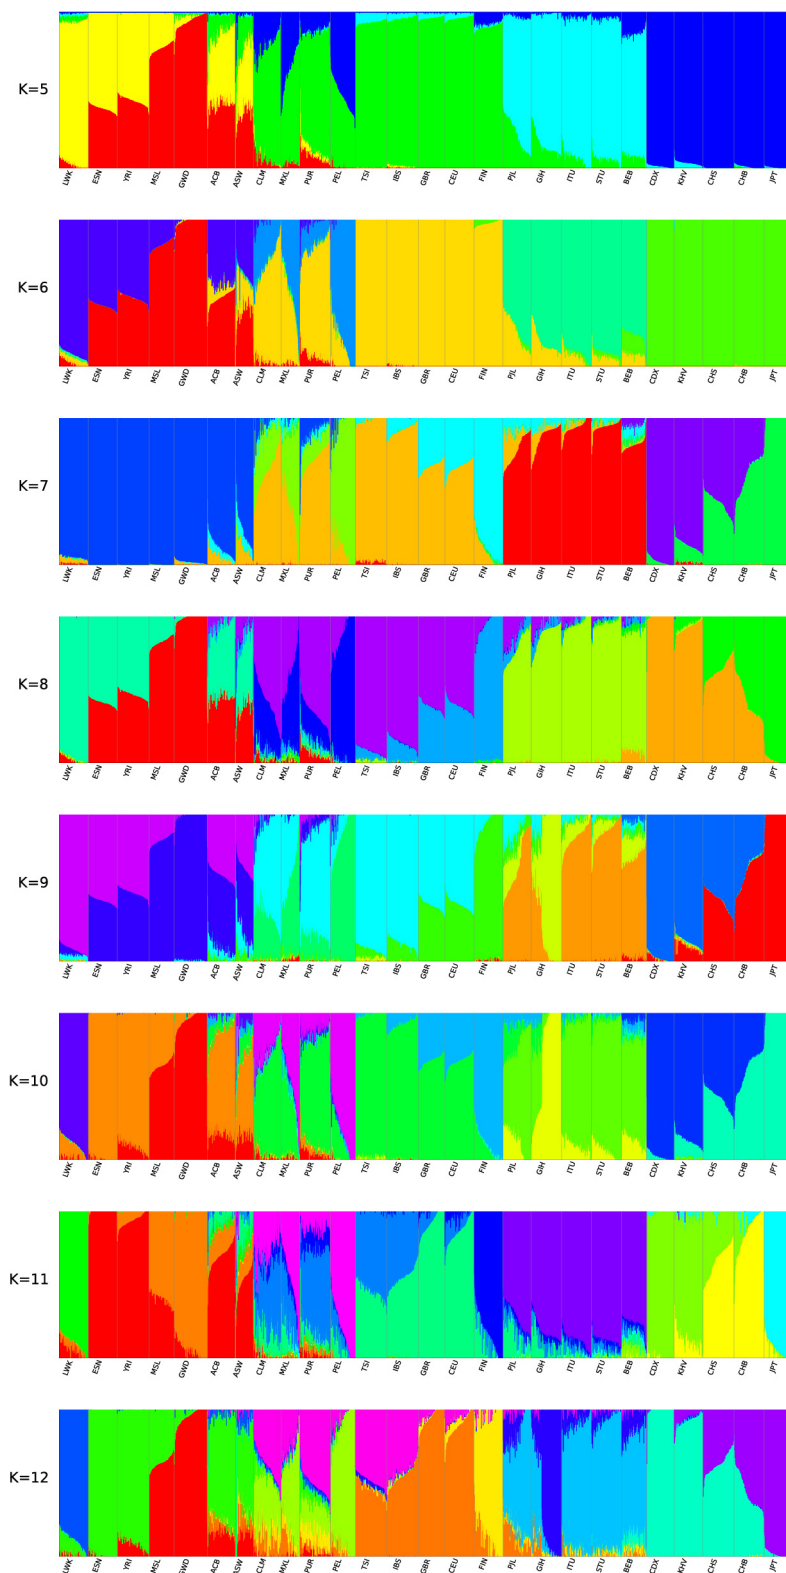 K=5
LWK ESN YRI MSL GWD ACB ASW CLM MXL PUR PEL TSI IBS GBR CEU FIN PJL GIH ITU STU BEB CDX KHV CHS CHB JPT
K=6
LWK ESN YRI MSL GWD ACB ASW CLM MXL PUR PEL TSI IBS GBR CEU FIN PJL GIH ITU STU BEB CDX KHV CHS CHB JPT
K=7
LWK ESN YRI MSL GWD ACB ASW CLM MXL PUR PEL TSI IBS GBR CEU FIN PJL GIH ITU STU BEB CDX KHV CHS CHB JPT
K=8
LWK ESN YRI MSL GWD ACB ASW CLM MXL PUR PEL TSI IBS GBR CEU FIN PJL GIH ITU STU BEB CDX KHV CHS CHB JPT
K=9
LWK ESN YRI MSL GWD ACB ASW CLM MXL PUR PEL TSI IBS GBR CEU FIN PJL GIH ITU STU BEB CDX KHV CHS CHB JPT
K=10
LWK ESN YRI MSL GWD ACB ASW CLM MXL PUR PEL TSI IBS GBR CEU FIN PJL GIH ITU STU BEB CDX KHV CHS CHB JPT
K=11
LWK ESN YRI MSL GWD ACB ASW CLM MXL PUR PEL TSI IBS GBR CEU FIN PJL GIH ITU STU BEB CDX KHV CHS CHB JPT
K=12
LWK ESN YRI MSL GWD ACB ASW CLM MXL PUR PEL TSI IBS GBR CEU FIN PJL GIH ITU STU BEB CDX KHV CHS CHB JPT